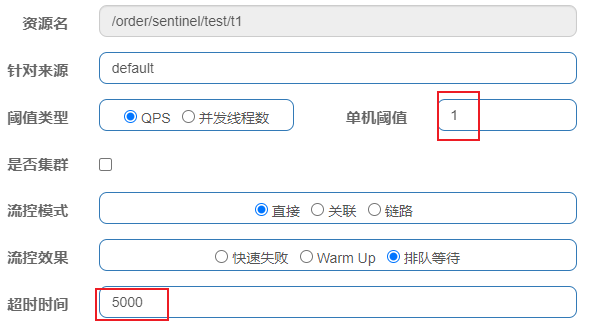 资源名 /order/sentinel/test/t1
针对来源 default
阈值类型 QPS 并发线程数 单机阈值 1
是否集群
流控模式 直接 关联 链路
流控效果 快速失败 Warm Up 排队等待
超时时间 5000